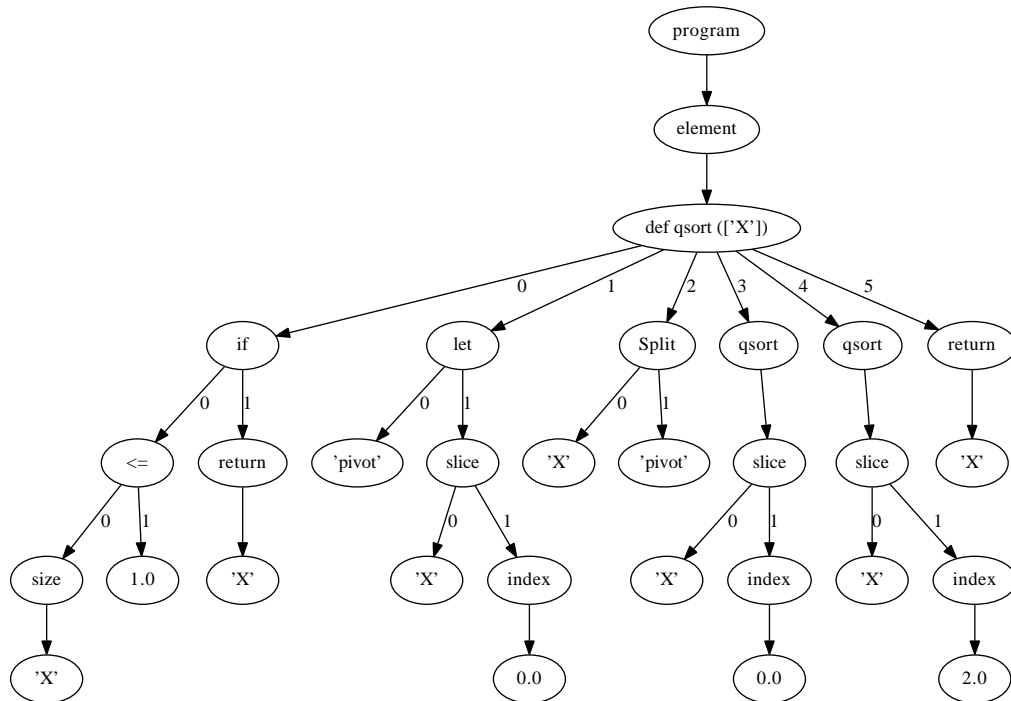 program
element
def qsort (['X'])
0 1 2 3 4 5
if let Split qsort qsort return
0 1 0 1 0 1
<= return 'pivot' slice 'X' 'pivot' slice slice 'X'
0 1 0 1 0 1 0 1
size 1.0 'X' 'X' index 'X' index 'X' index
'X' 0.0 0.0 2.0